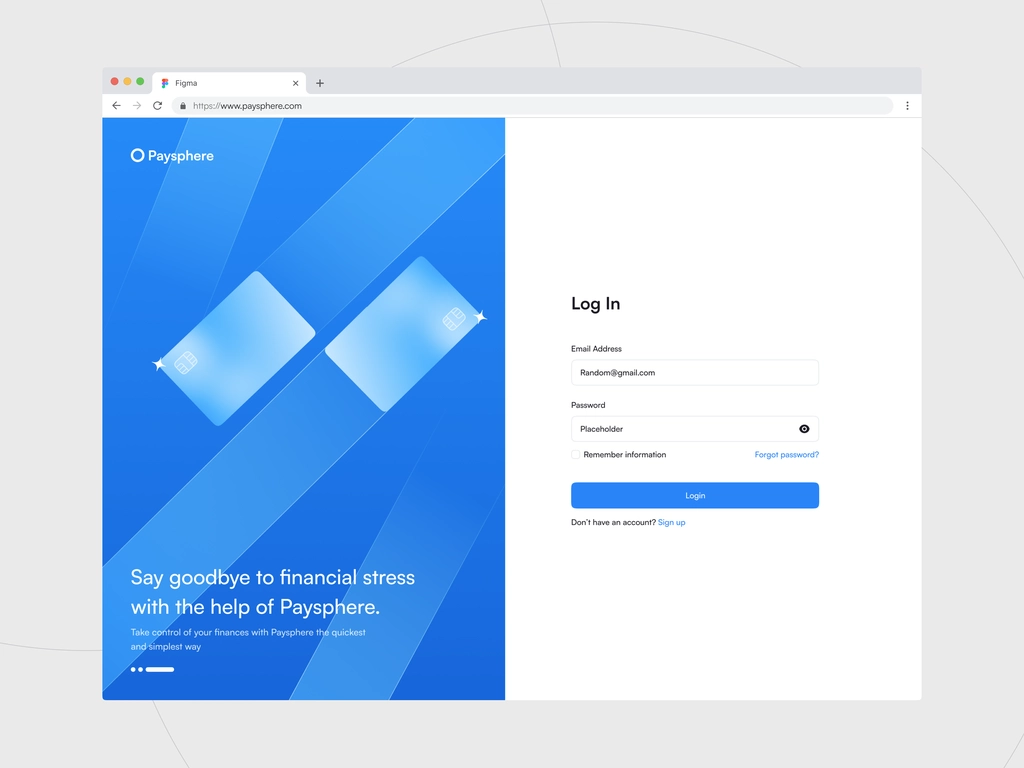 Figma
https://www.paysphere.com
Paysphere
Say goodbye to financial stress
with the help of Paysphere.
Take control of your finances with Paysphere the quickest
and simplest way
Log In
Email Address
Random@gmail.com
Password
Placeholder
Remember information
Forgot password?
Login
Don't have an account? Sign up